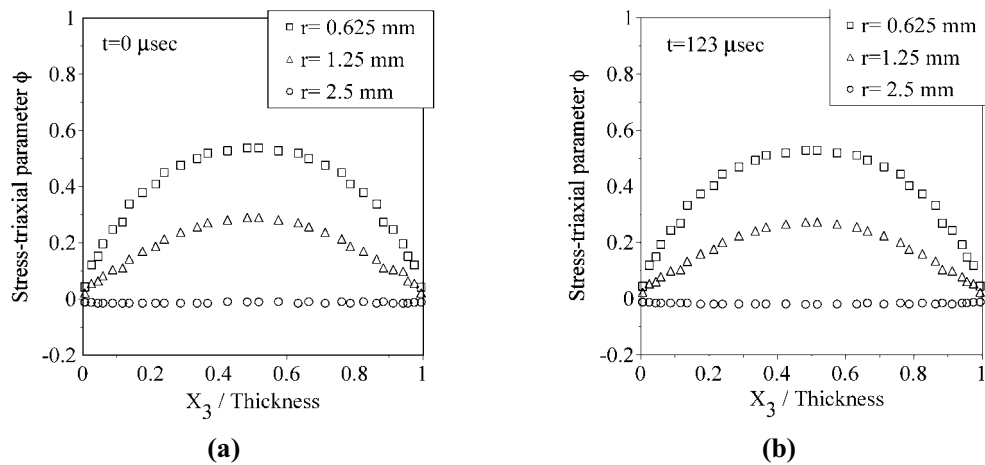 Stress-triaxial parameter ϕ
1
0.8
0.6
0.4
0.2
0
-0.2
t=0 μsec
r= 0.625 mm
r= 1.25 mm
r= 2.5 mm
0 0.2 0.4 0.6 0.8 1
X3 / Thickness
(a)
Stress-triaxial parameter ϕ
1
0.8
0.6
0.4
0.2
0
-0.2
t=123 μsec
r= 0.625 mm
r=1.25 mm
r= 2.5 mm
0 0.2 0.4 0.6 0.8 1
X3 / Thickness
(b)